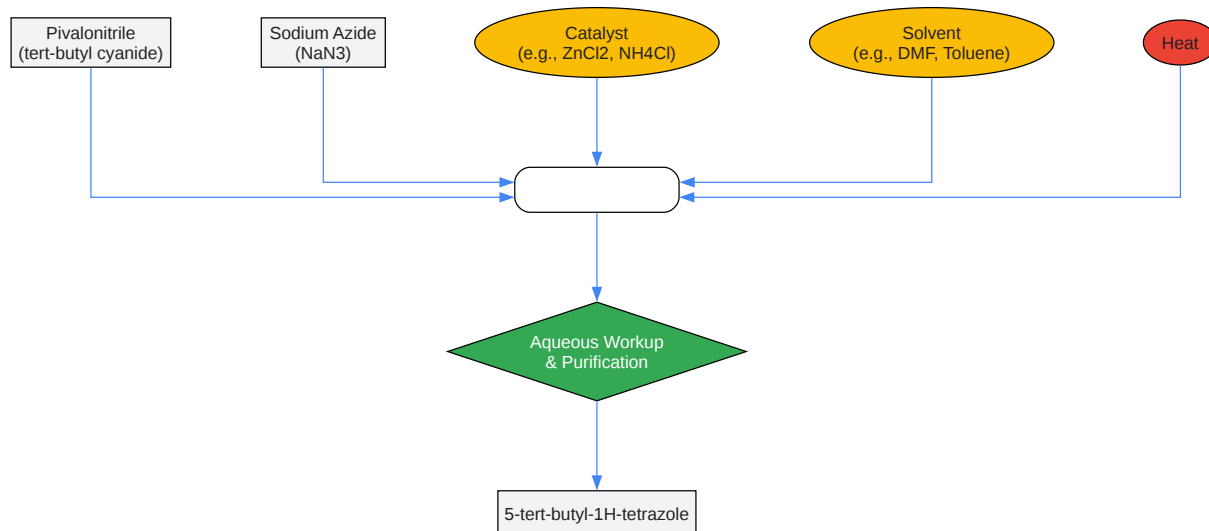 Pivalonitrile
(tert-butyl cyanide)
Sodium Azide
(NaN3)
Catalyst
(e.g., ZnCl2, NH4Cl)
Solvent
(e.g., DMF, Toluene)
Heat
Aqueous Workup
& Purification
5-tert-butyl-1H-tetrazole